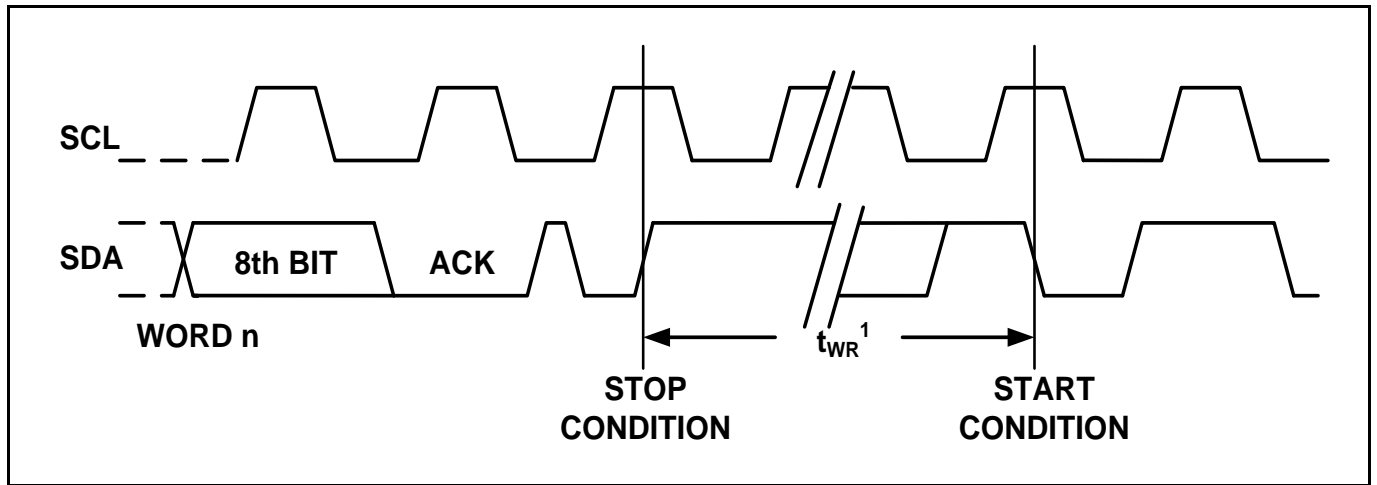 SCL
SDA
8th BIT
ACK
WORD n
tWR1
STOP
CONDITION
START
CONDITION